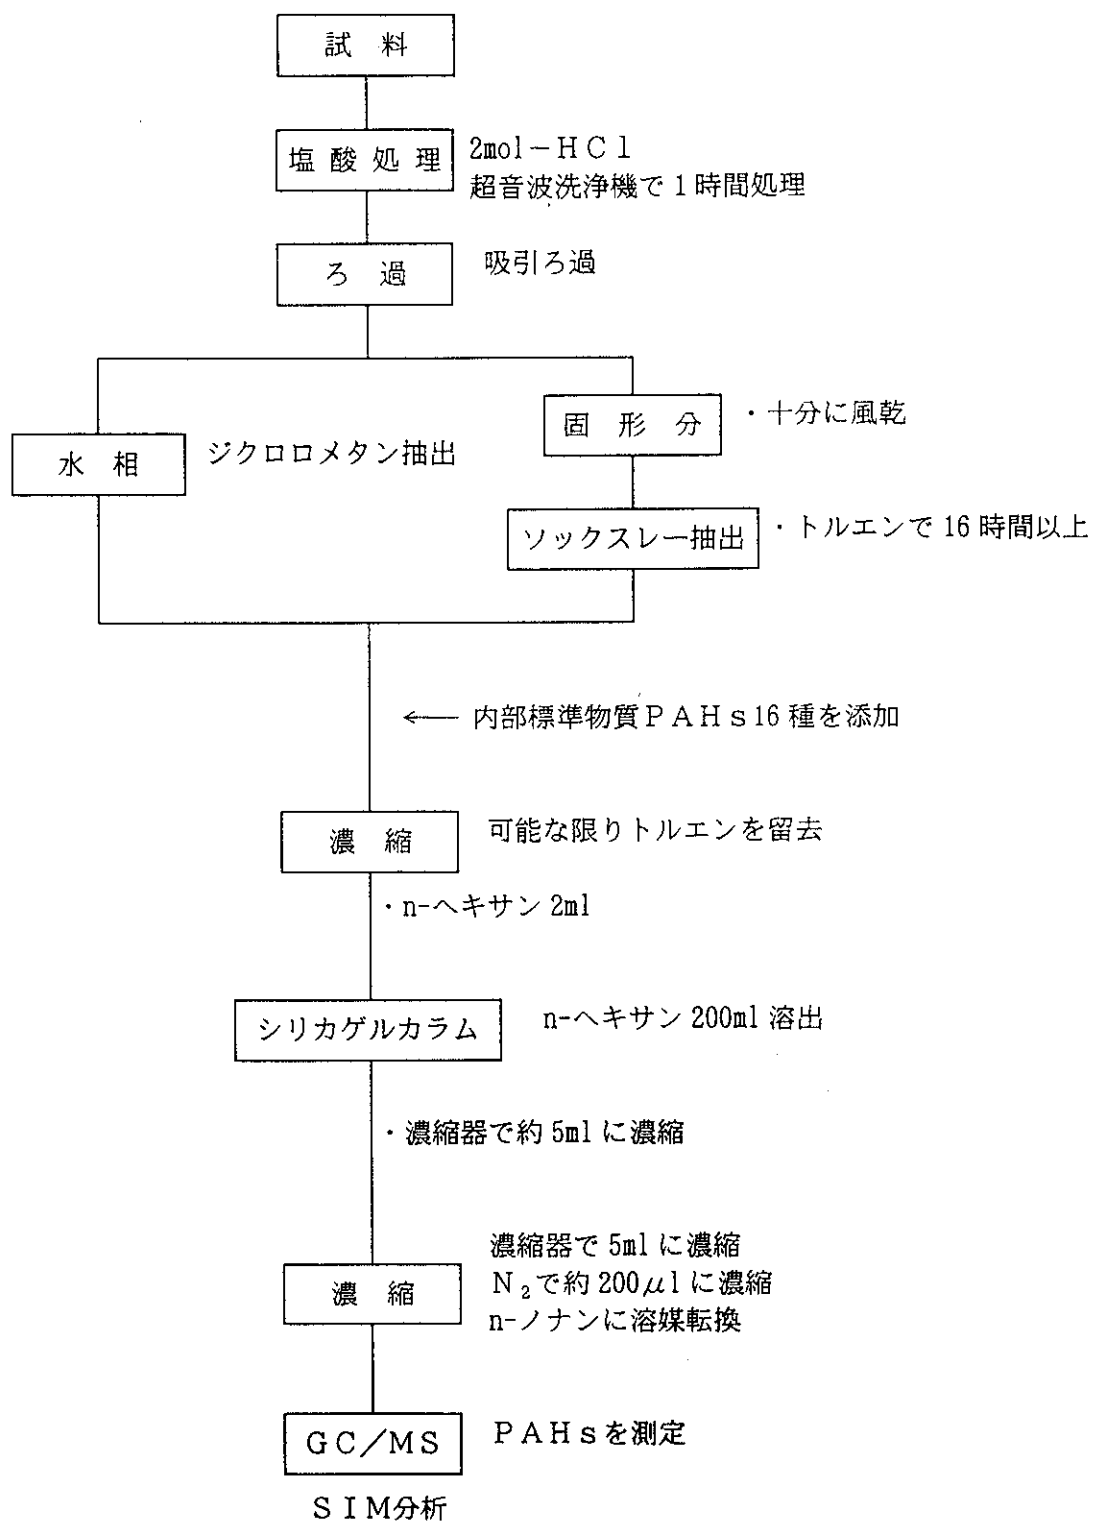 試 料
塩 酸 処 理
2mol－ＨＣｌ
超音波洗浄機で１時間処理
ろ 過
吸引ろ過
水 相
ジクロロメタン抽出
固 形 分
・十分に風乾
ソックスレー抽出
・トルエンで 16 時間以上
← 内部標準物質ＰＡＨｓ16 種を添加
濃 縮
可能な限りトルエンを留去
・n-ヘキサン 2ml
シリカゲルカラム
n-ヘキサン 200ml 溶出
・濃縮器で約 5ml に濃縮
濃 縮
濃縮器で 5ml に濃縮
Ｎ₂で約 200μl に濃縮
n-ノナンに溶媒転換
ＧＣ／ＭＳ
ＰＡＨｓを測定
ＳＩＭ分析